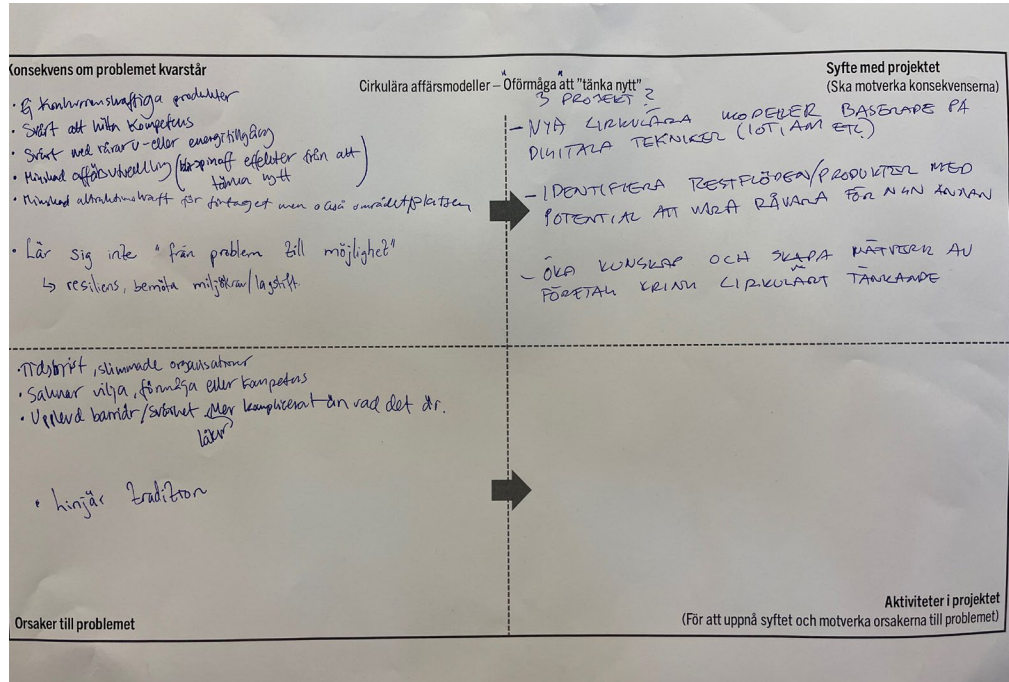 Konsekvens om problemet kvarstår
· Ej konkurrenskraftiga produkter
· Svårt att hitta kompetens
· Svårt med råvaru- eller energitillgång
· Minskad affärsutveckling (spinoff effekter från att
tänka nytt)
· Minskad attraktionskraft för företaget men också området/platsen
· Lär sig inte "från problem till möjlighet"
↳ resiliens, bemöta miljökrav/lagstift.
Cirkulära affärsmodeller – "Oförmåga" att "tänka nytt"
Syfte med projektet
(Ska motverka konsekvenserna)
3 PROJEKT?
- NYA CIRKULÄRA MODELLER BASERADE PÅ
DIGITALA TEKNIKER (IOT, AM ETC)
- IDENTIFIERA RESTFLÖDEN/PRODUKTER MED
POTENTIAL ATT VARA RÅVARA FÖR NGN ANNAN
- ÖKA KUNSKAP OCH SKAPA NÄTVERK AV
FÖRETAG KRING CIRKULÄRT TÄNKANDE
· Tidsbrist, slimmade organisationer
· Saknar vilja, förmåga eller kompetens
· Upplevd barriär/svårhet. Mer komplicerat än vad det är.
· Linjär tradition
Orsaker till problemet
Aktiviteter i projektet
(För att uppnå syftet och motverka orsakerna till problemet)